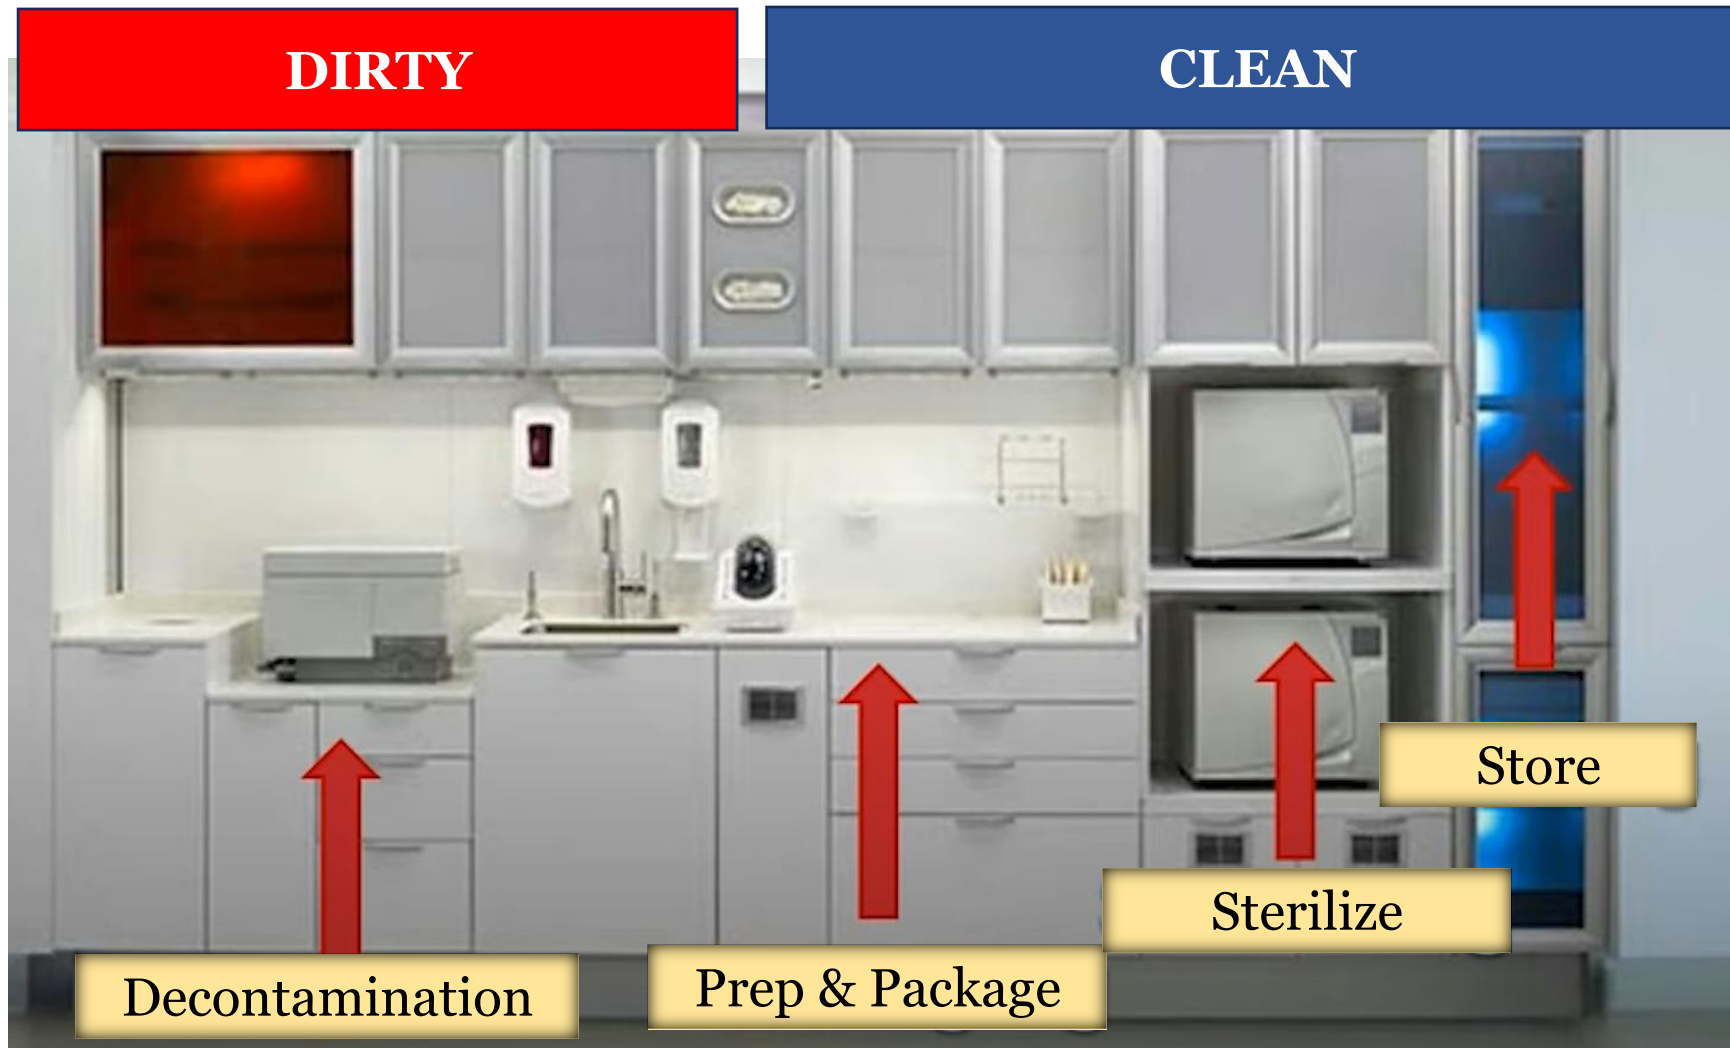 DIRTY
CLEAN
Store
Sterilize
Prep & Package
Decontamination